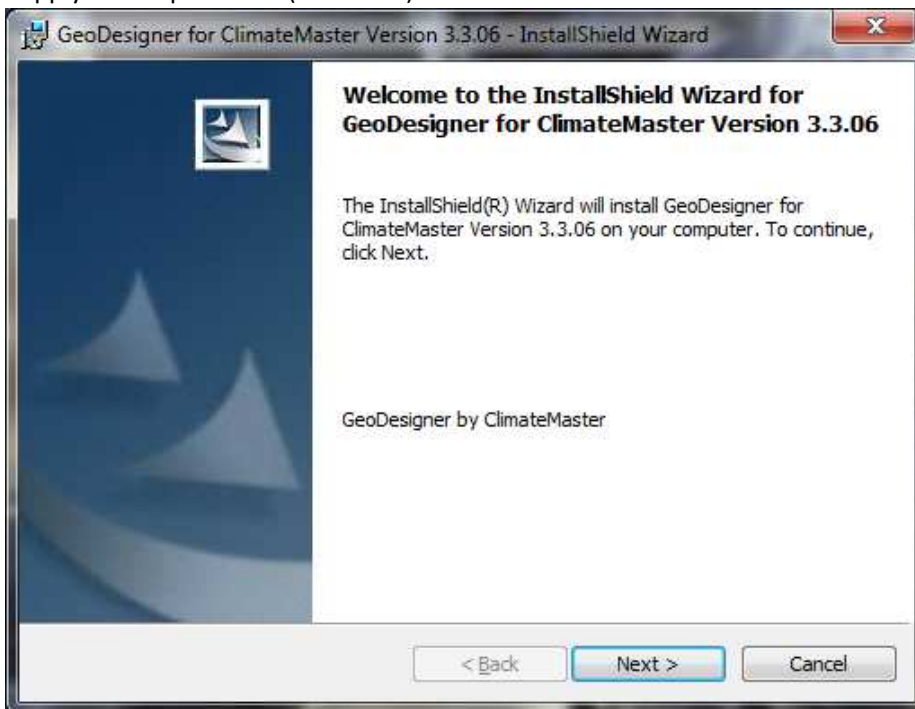 GeoDesigner for ClimateMaster Version 3.3.06 - InstallShield Wizard
Welcome to the InstallShield Wizard for
GeoDesigner for ClimateMaster Version 3.3.06
The InstallShield(R) Wizard will install GeoDesigner for
ClimateMaster Version 3.3.06 on your computer. To continue,
click Next.
GeoDesigner by ClimateMaster
< Back
Next >
Cancel